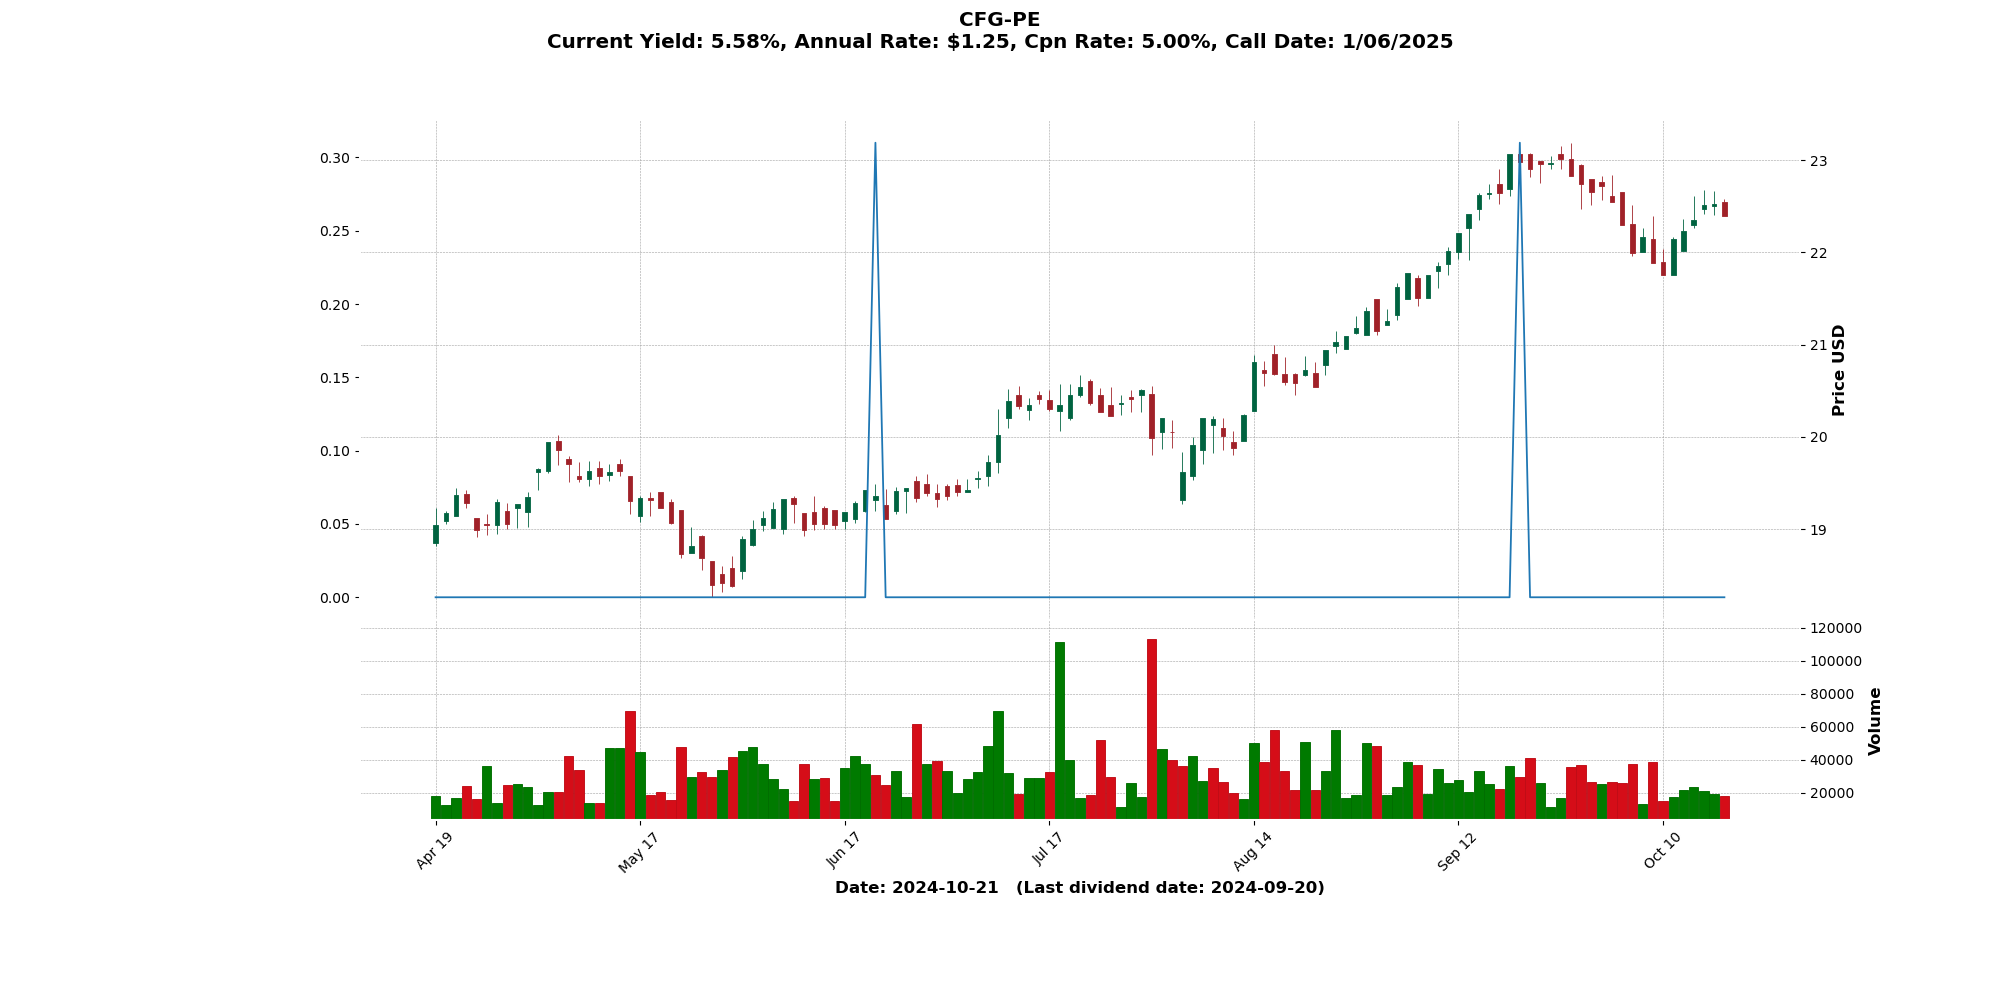 CFG-PE
Current Yield: 5.58%, Annual Rate: $1.25, Cpn Rate: 5.00%, Call Date: 1/06/2025
0.30
0.25
0.20
0.15
0.10
0.05
0.00
23
22
21
20
19
Price USD
120000
100000
80000
60000
40000
20000
Volume
Apr 19
May 17
Jun 17
Jul 17
Aug 14
Sep 12
Oct 10
Date: 2024-10-21 (Last dividend date: 2024-09-20)